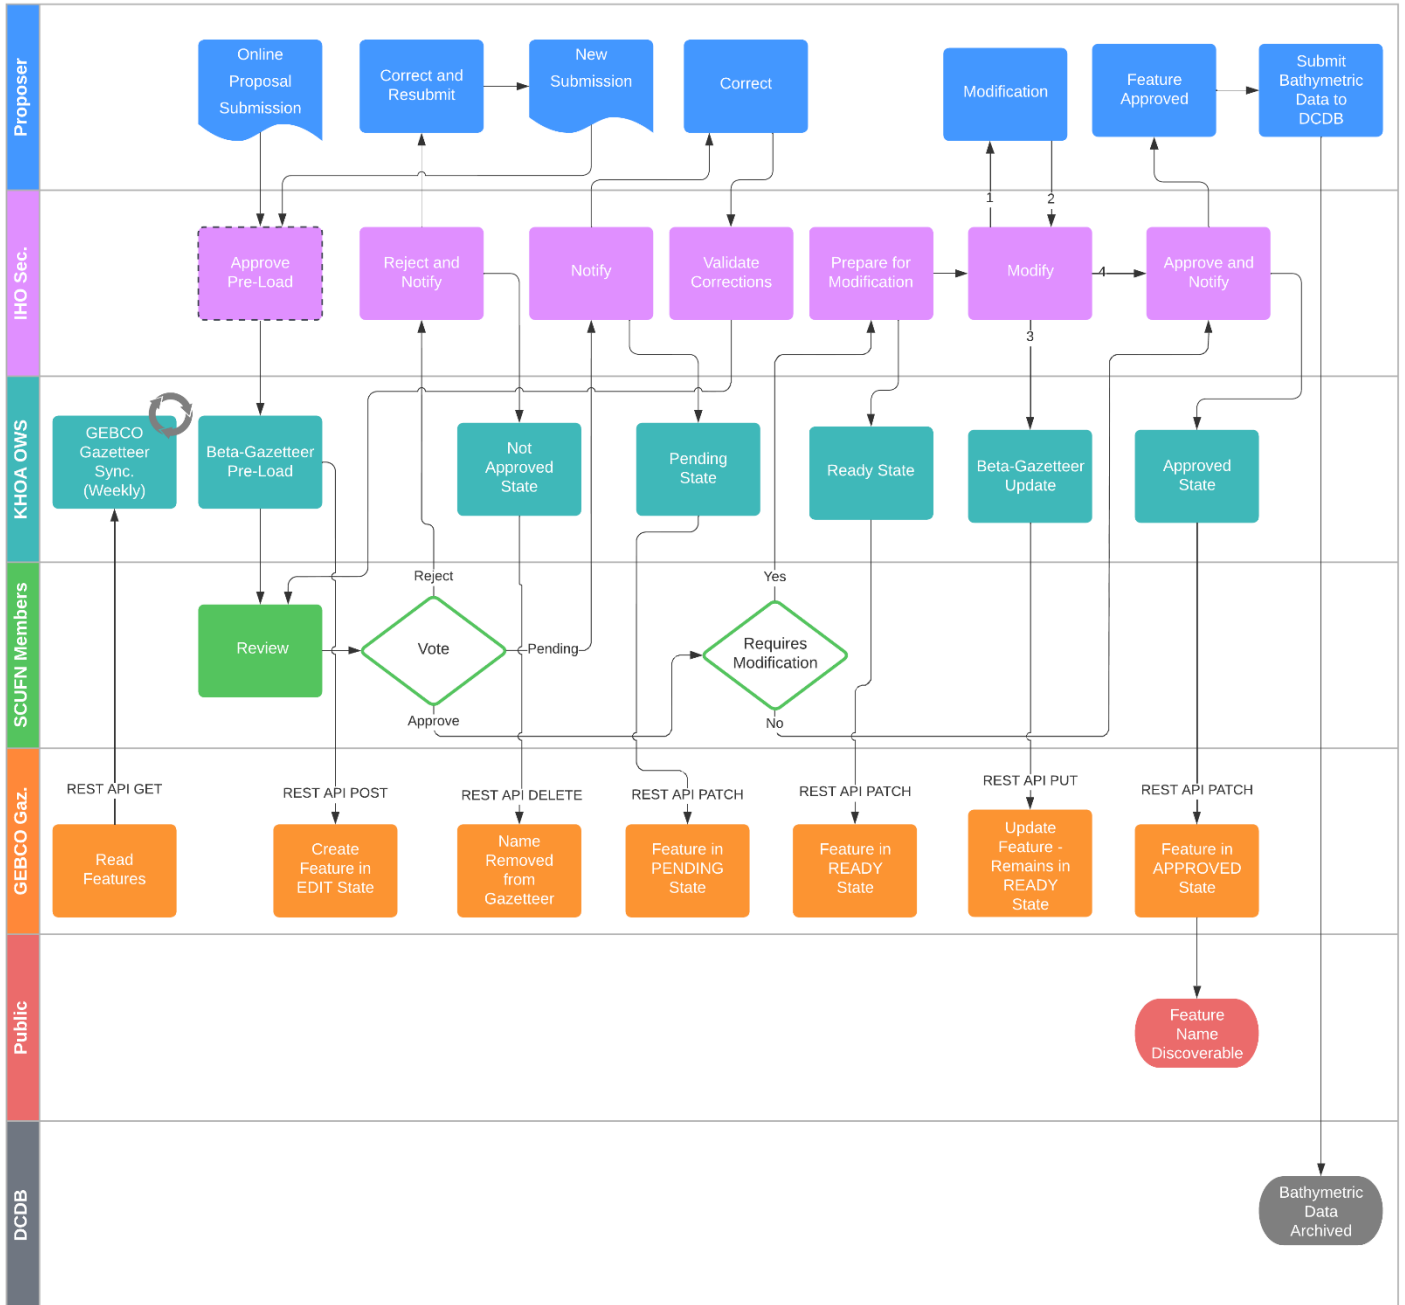 Proposer
Online
Proposal
Submission
Correct and
Resubmit
New
Submission
Correct
Modification
Feature
Approved
Submit
Bathymetric
Data to
DCDB
IHO Sec.
Approve
Pre-Load
Reject and
Notify
Notify
Validate
Corrections
Prepare for
Modification
1
2
Modify
4
3
Approve and
Notify
KHOA OWS
GEBCO
Gazetteer
Sync.
(Weekly)
Beta-Gazetteer
Pre-Load
Not
Approved
State
Pending
State
Ready State
Beta-Gazetteer
Update
Approved
State
SCUFN Members
Review
Reject
Vote
Pending
Approve
Yes
Requires
Modification
No
GEBCO Gaz.
REST API GET
Read
Features
REST API POST
Create
Feature in
EDIT State
REST API DELETE
Name
Removed
from
Gazetteer
REST API PATCH
Feature in
PENDING
State
REST API PATCH
Feature in
READY
State
REST API PUT
Update
Feature -
Remains in
READY
State
REST API PATCH
Feature in
APPROVED
State
Public
Feature
Name
Discoverable
DCDB
Bathymetric
Data
Archived